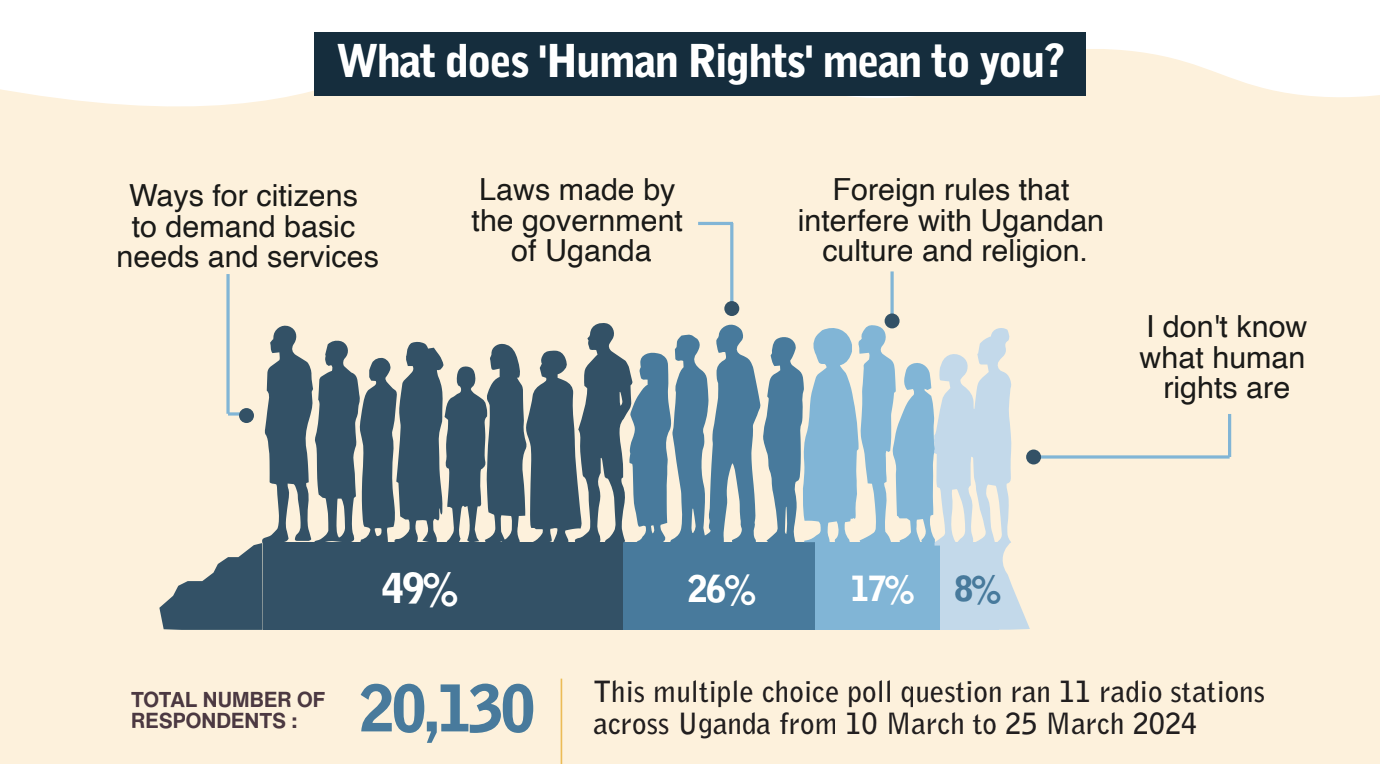 What does 'Human Rights' mean to you?
Ways for citizens
to demand basic
needs and services
Laws made by
the government
of Uganda
Foreign rules that
interfere with Ugandan
culture and religion.
I don't know
what human
rights are
49%
26%
17%
8%
TOTAL NUMBER OF
RESPONDENTS :
20,130
This multiple choice poll question ran 11 radio stations
across Uganda from 10 March to 25 March 2024